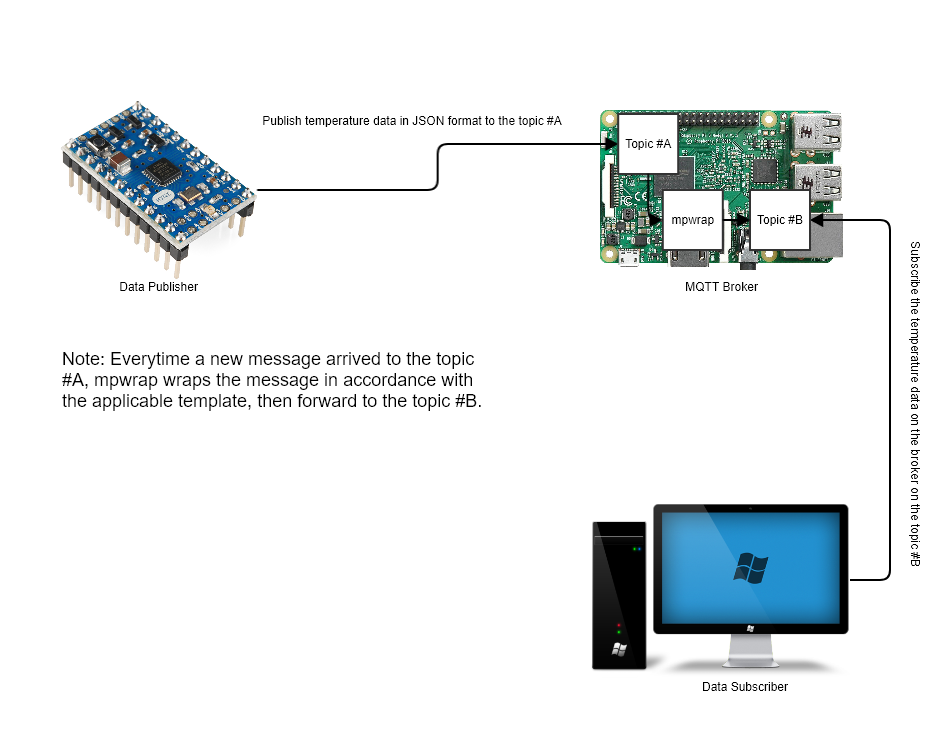 Publish temperature data in JSON format to the topic #A
Topic #A
mpwrap
Topic #B
Data Publisher
MQTT Broker
Subscribe the temperature data on the broker on the topic #B
Note: Everytime a new message arrived to the topic
#A, mpwrap wraps the message in accordance with
the applicable template, then forward to the topic #B.
Data Subscriber